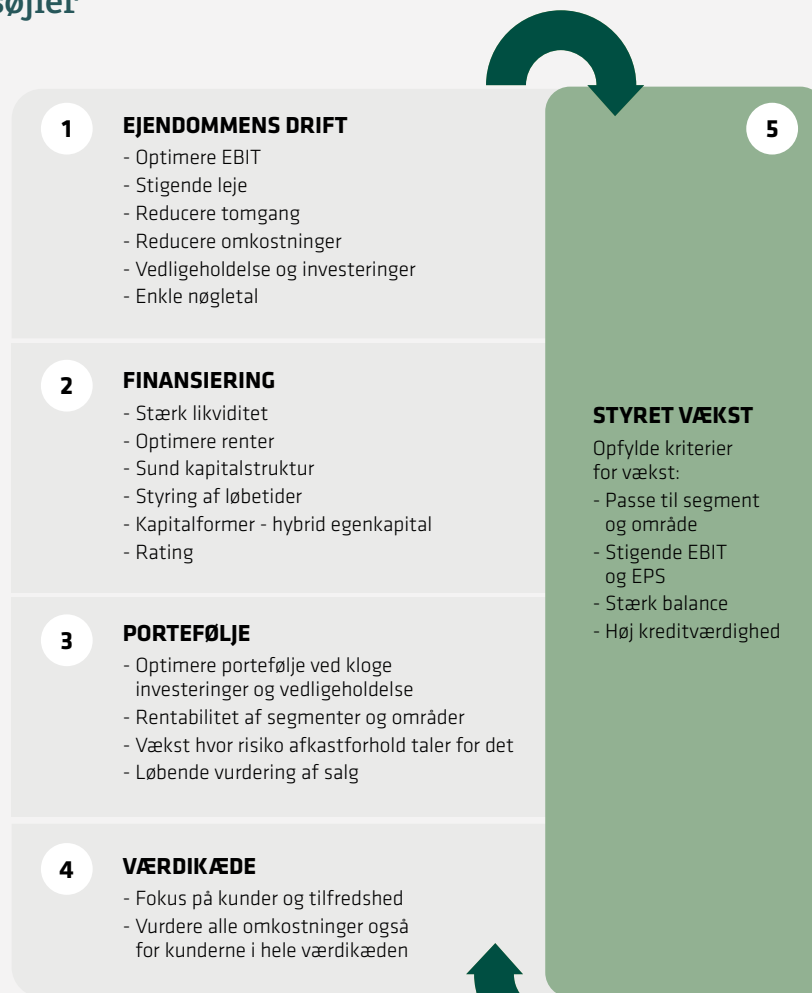 søjler
1
EJENDOMMENS DRIFT
- Optimere EBIT
- Stigende leje
- Reducere tomgang
- Reducere omkostninger
- Vedligeholdelse og investeringer
- Enkle nøgletal
2
FINANSIERING
- Stærk likviditet
- Optimere renter
- Sund kapitalstruktur
- Styring af løbetider
- Kapitalformer - hybrid egenkapital
- Rating
3
PORTEFØLJE
- Optimere portefølje ved kloge
investeringer og vedligeholdelse
- Rentabilitet af segmenter og områder
- Vækst hvor risiko afkastforhold taler for det
- Løbende vurdering af salg
4
VÆRDIKÆDE
- Fokus på kunder og tilfredshed
- Vurdere alle omkostninger også
for kunderne i hele værdikæden
5
STYRET VÆKST
Opfylde kriterier
for vækst:
- Passe til segment
og område
- Stigende EBIT
og EPS
- Stærk balance
- Høj kreditværdighed